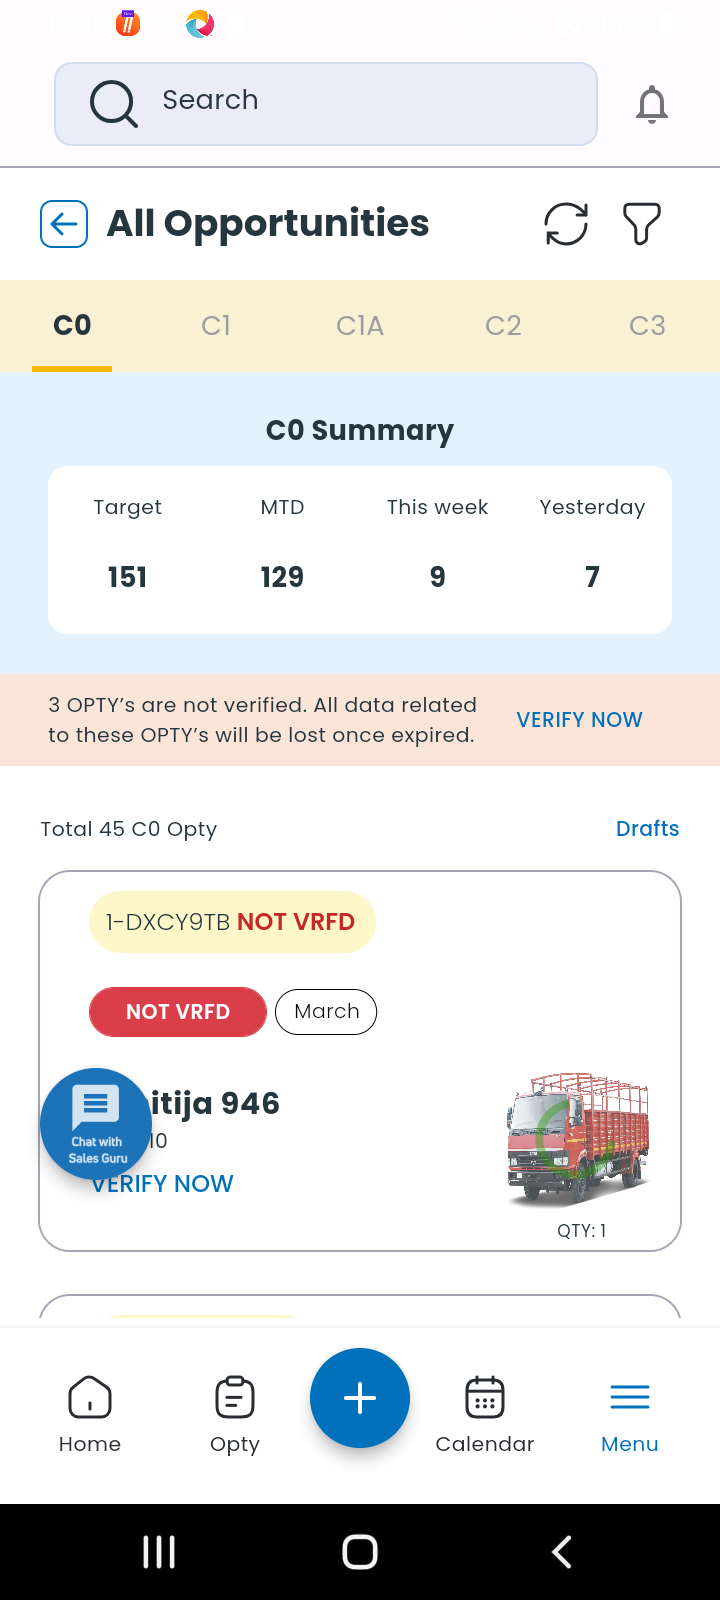 Search
All Opportunities
C0 C1 C1A C2 C3
C0 Summary
Target MTD This week Yesterday
151 129 9 7
3 OPTY’s are not verified. All data related
to these OPTY’s will be lost once expired.
VERIFY NOW
Total 45 C0 Opty Drafts
1-DXCY9TB NOT VRFD
NOT VRFD March
itija 946
10
Chat with
Sales Guru
VERIFY NOW
QTY: 1
Home Opty Calendar Menu